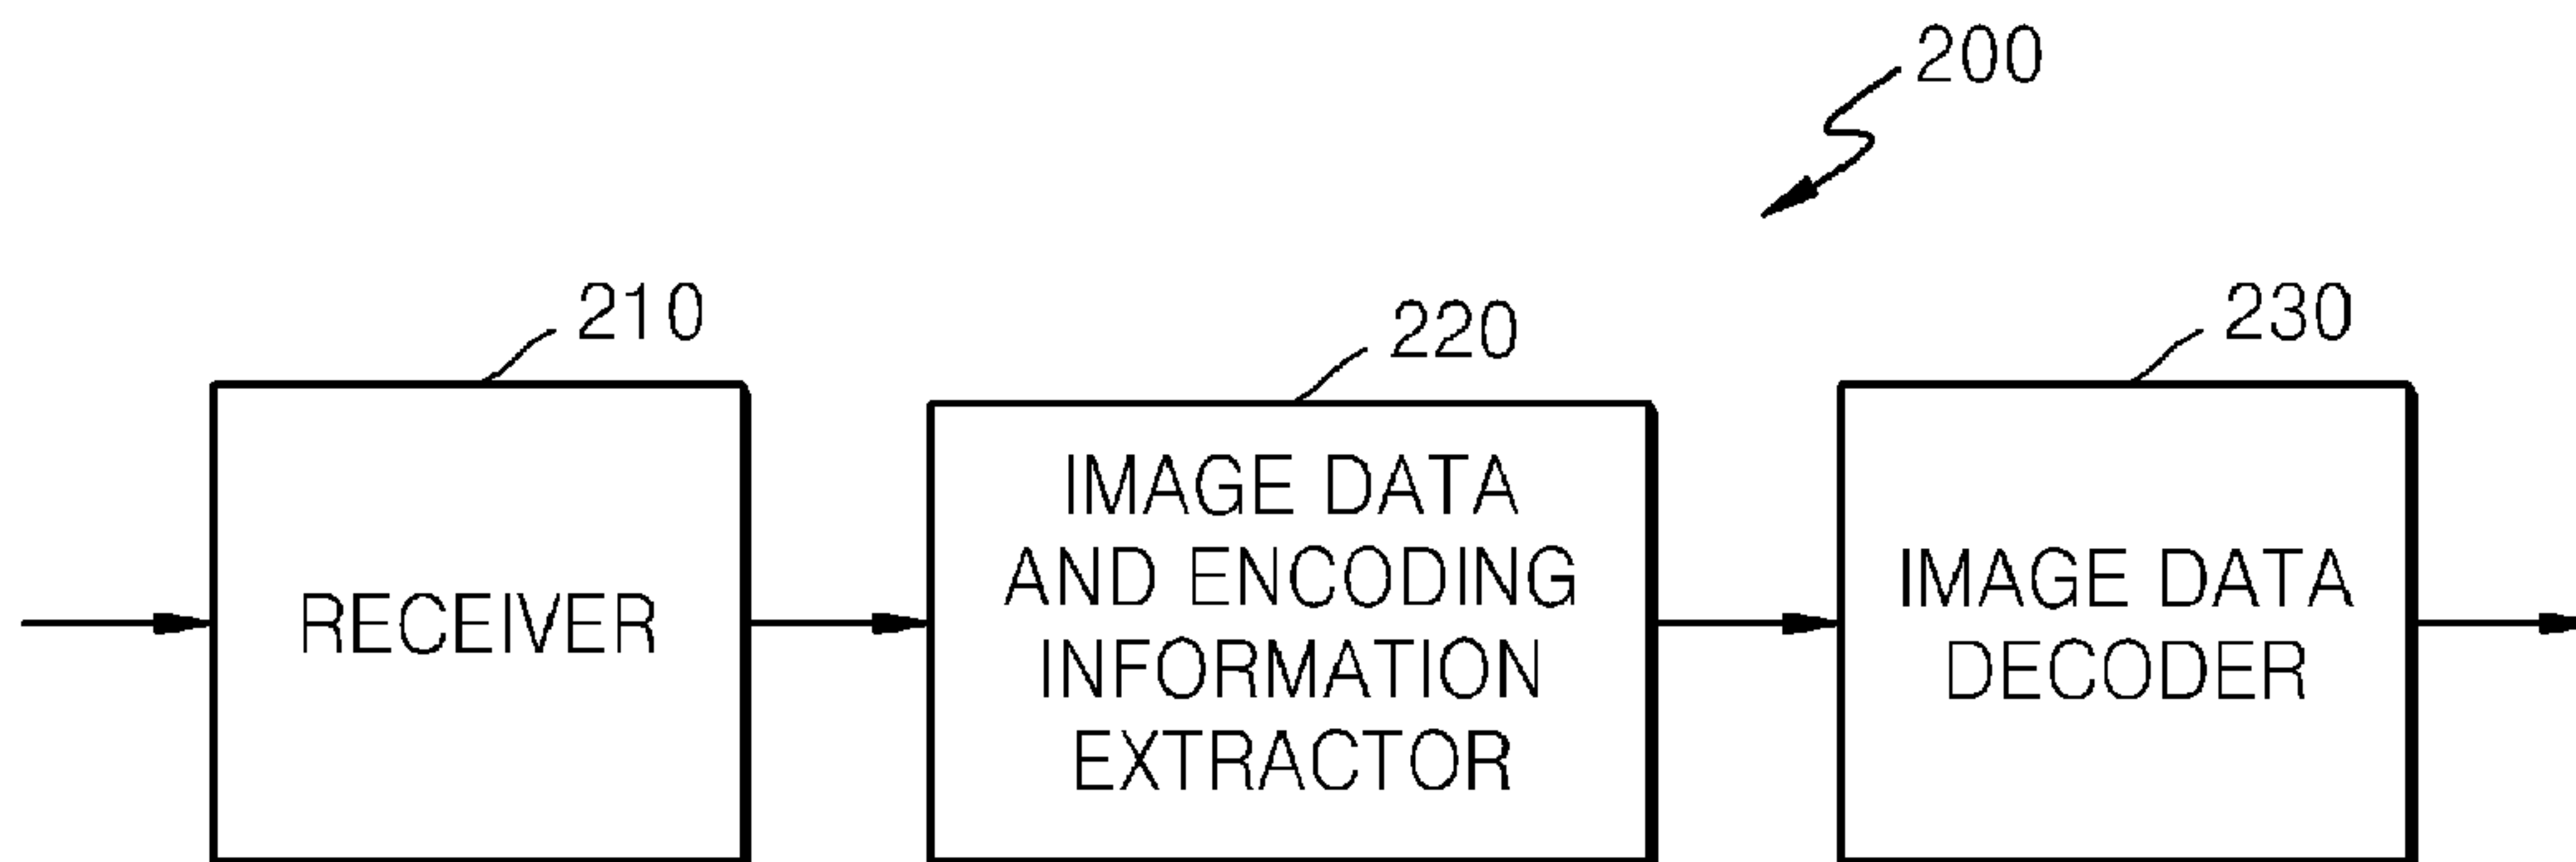 200
210
220
230
RECEIVER
IMAGE DATA
AND ENCODING
INFORMATION
EXTRACTOR
IMAGE DATA
DECODER